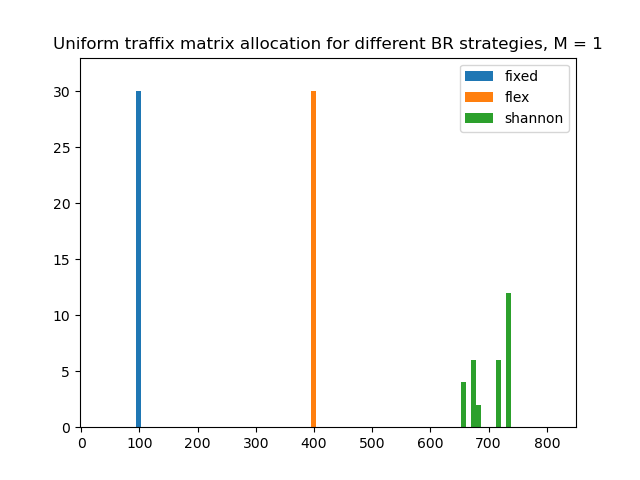 Uniform traffix matrix allocation for different BR strategies, M = 1
fixed
flex
shannon
30
25
20
15
10
5
0
0 100 200 300 400 500 600 700 800